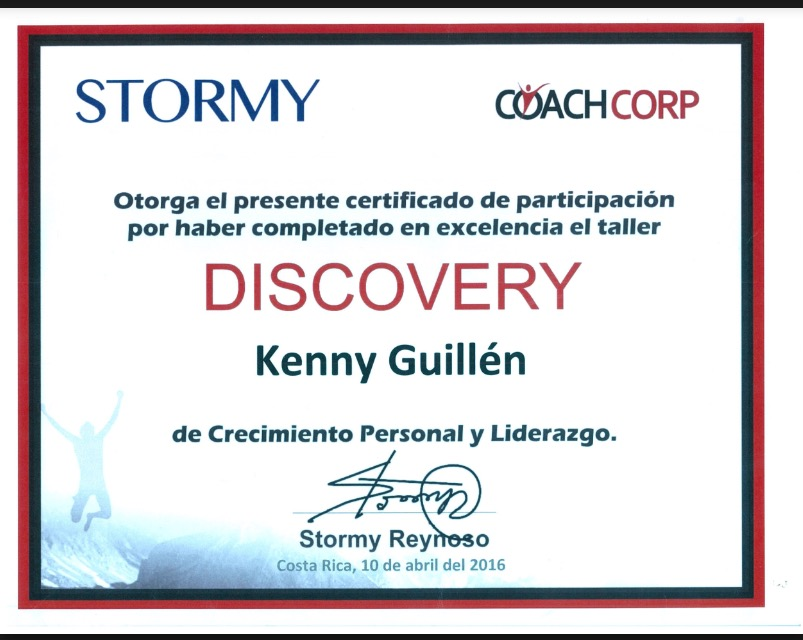 STORMY
COACHCORP
Otorga el presente certificado de participación
por haber completado en excelencia el taller
DISCOVERY
Kenny Guillén
de Crecimiento Personal y Liderazgo.
Stormy Reynoso
Costa Rica, 10 de abril del 2016